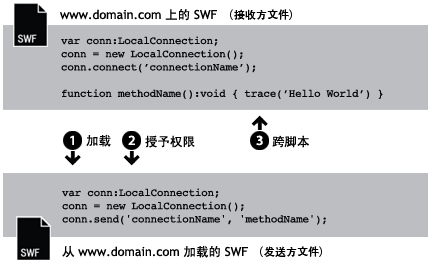 www.domain.com 上的 SWF （接收方文件）
SWF
var conn:LocalConnection;
conn = new LocalConnection();
conn.connect(‘connectionName’);
function methodName():void { trace(‘Hello World’) }
1 加载 2 授予权限 3 跨脚本
var conn:LocalConnection;
conn = new LocalConnection();
conn.send('connectionName', 'methodName');
SWF
从 www.domain.com 加载的 SWF （发送方文件）